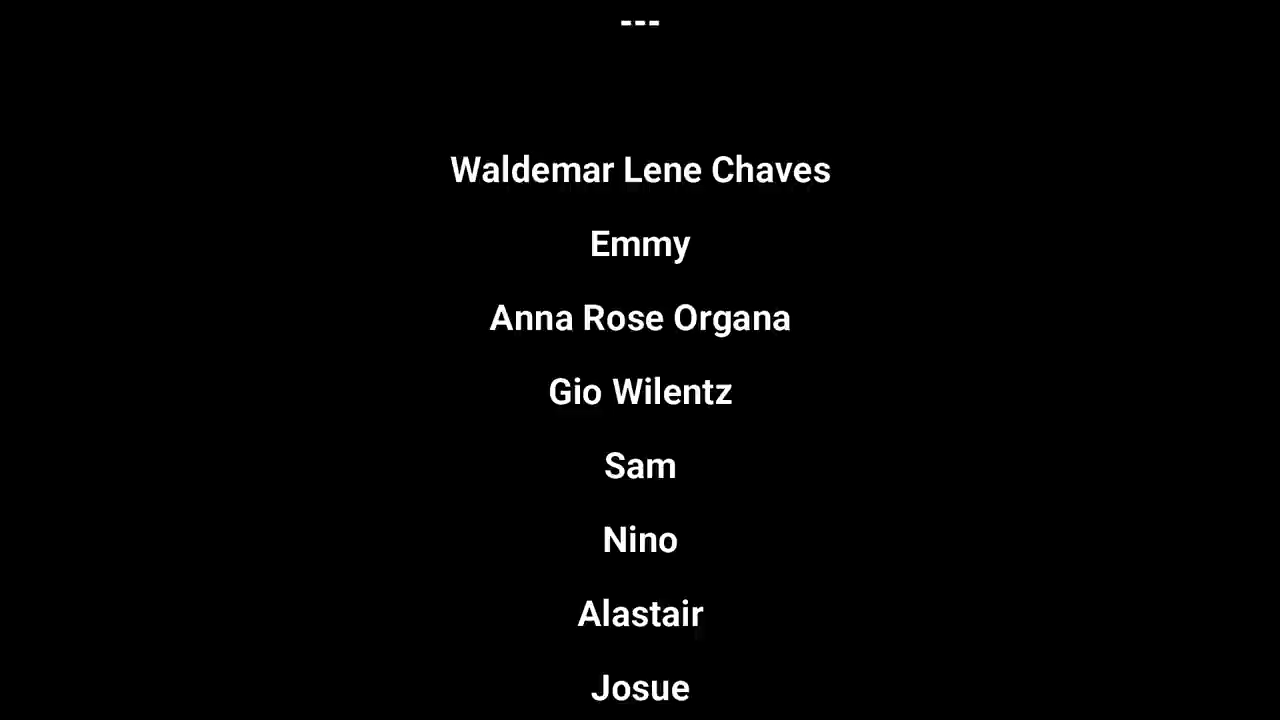 ---
Waldemar Lene Chaves
Emmy
Anna Rose Organa
Gio Wilentz
Sam
Nino
Alastair
Josue